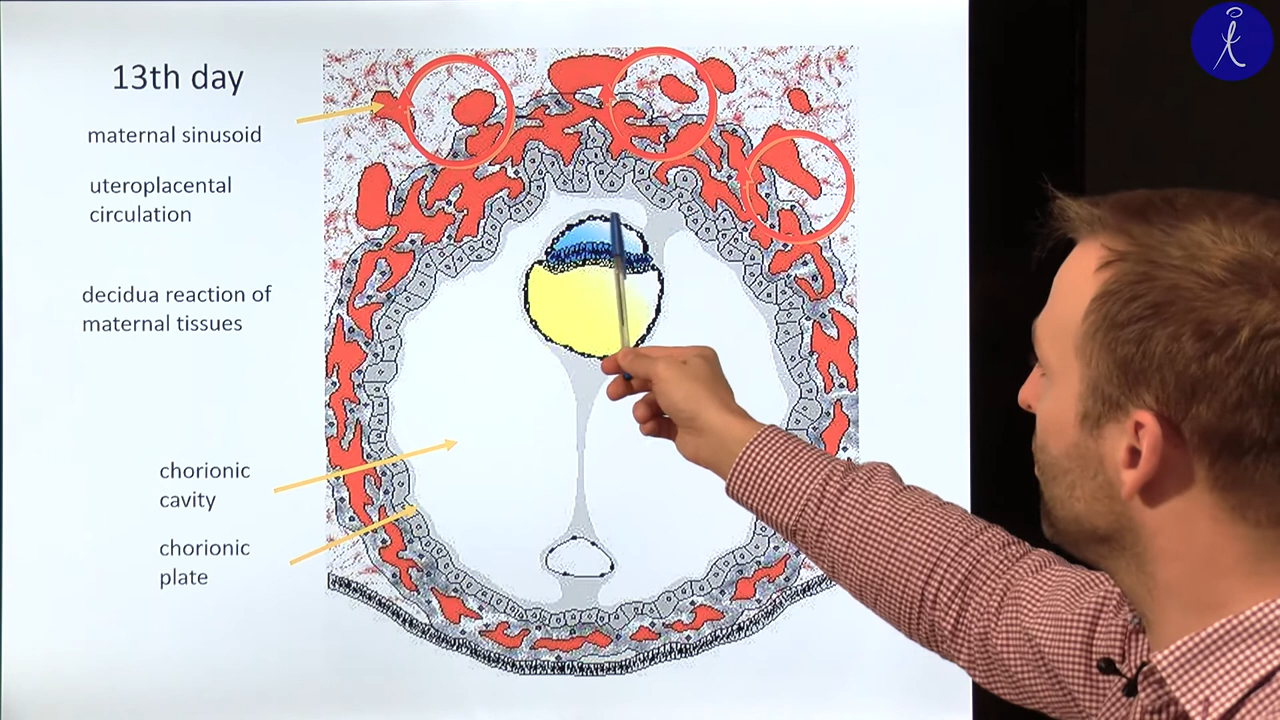 13th day
maternal sinusoid
uteroplacental
circulation
decidua reaction of
maternal tissues
chorionic
cavity
chorionic
plate